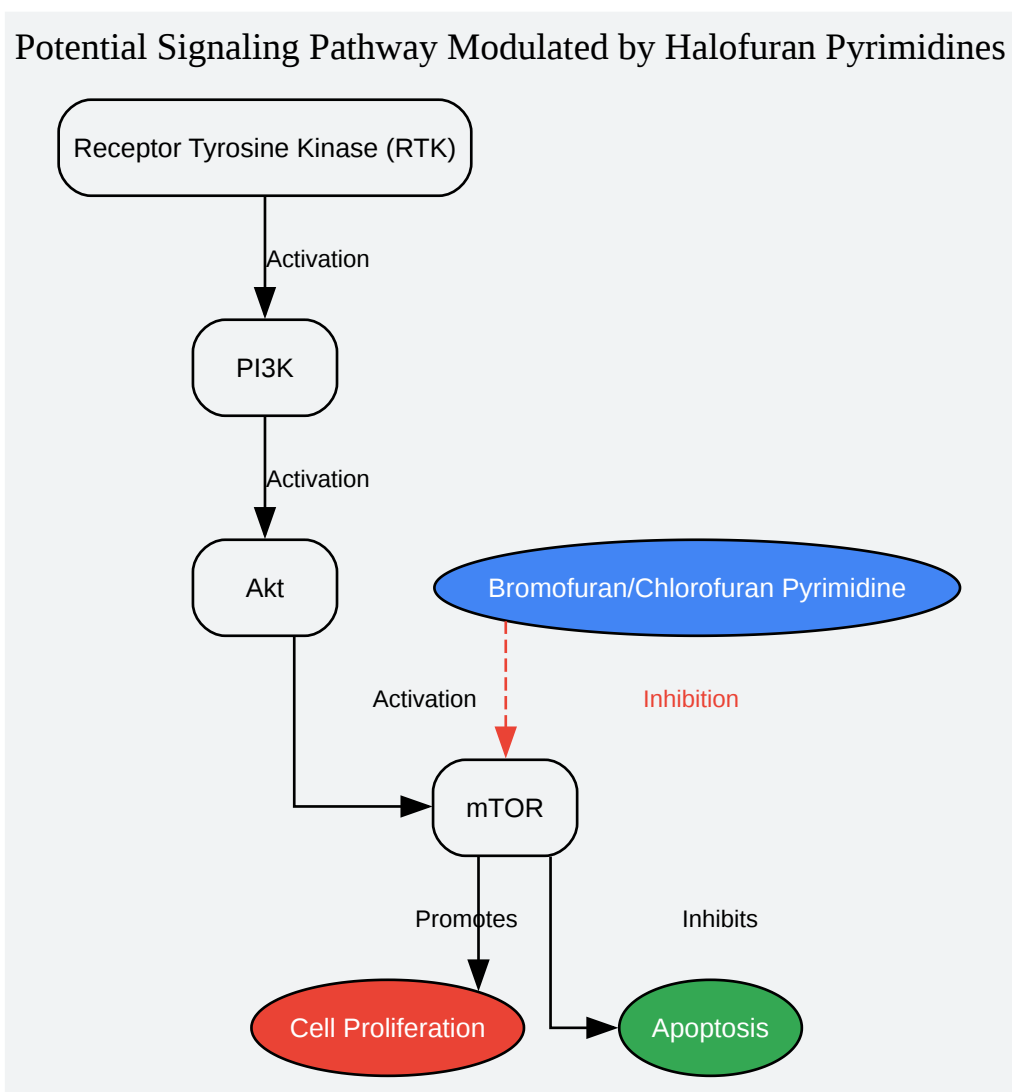 Potential Signaling Pathway Modulated by Halofuran Pyrimidines
Receptor Tyrosine Kinase (RTK)
Activation
PI3K
Activation
Akt
Bromofuran/Chlorofuran Pyrimidine
Activation
Inhibition
mTOR
Promotes
Inhibits
Cell Proliferation
Apoptosis